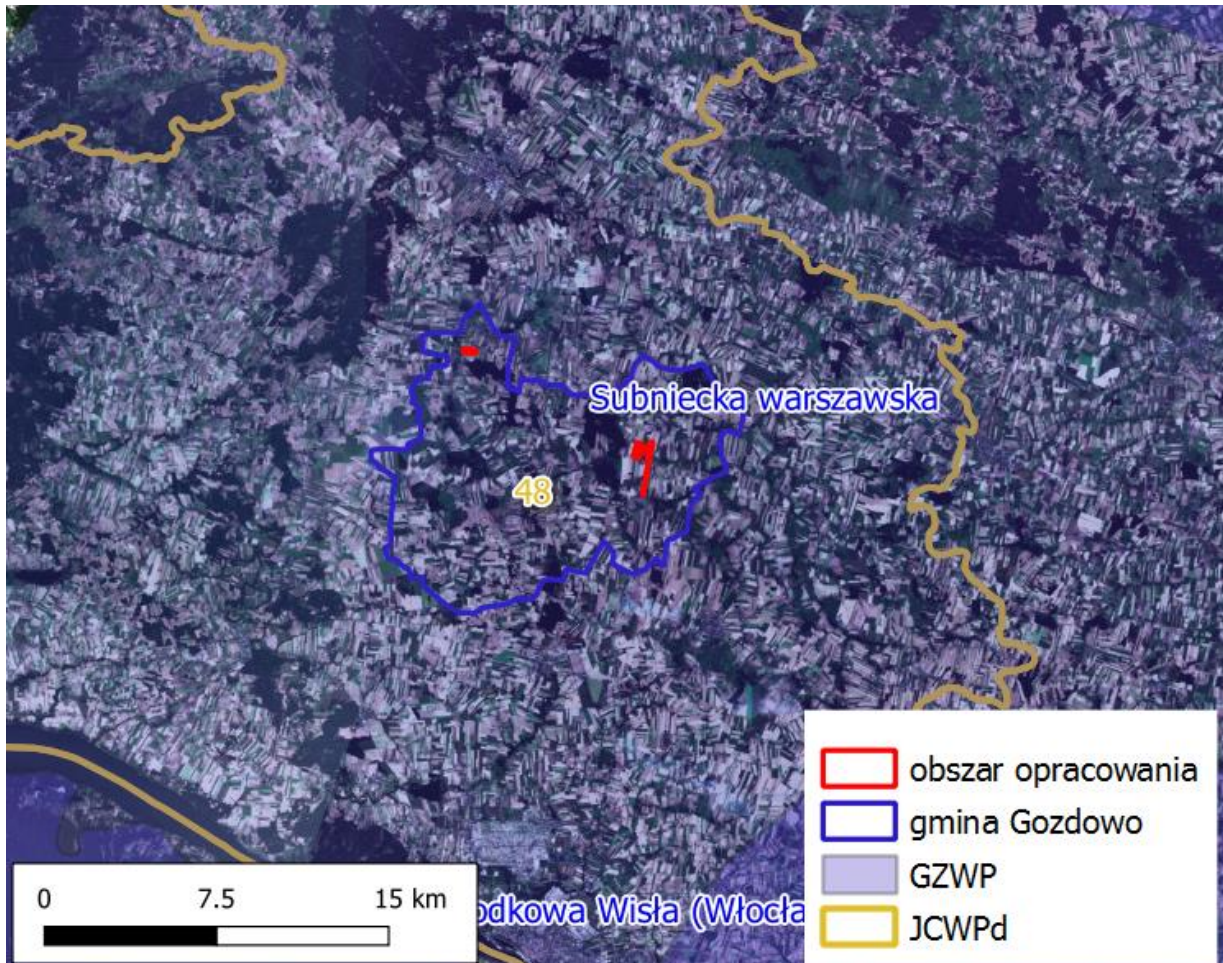 Subniecka warszawska
48
obszar opracowania
gmina Gozdowo
GZWP
JCWPd
0 7.5 15 km
odkowa Wisła (Włocła